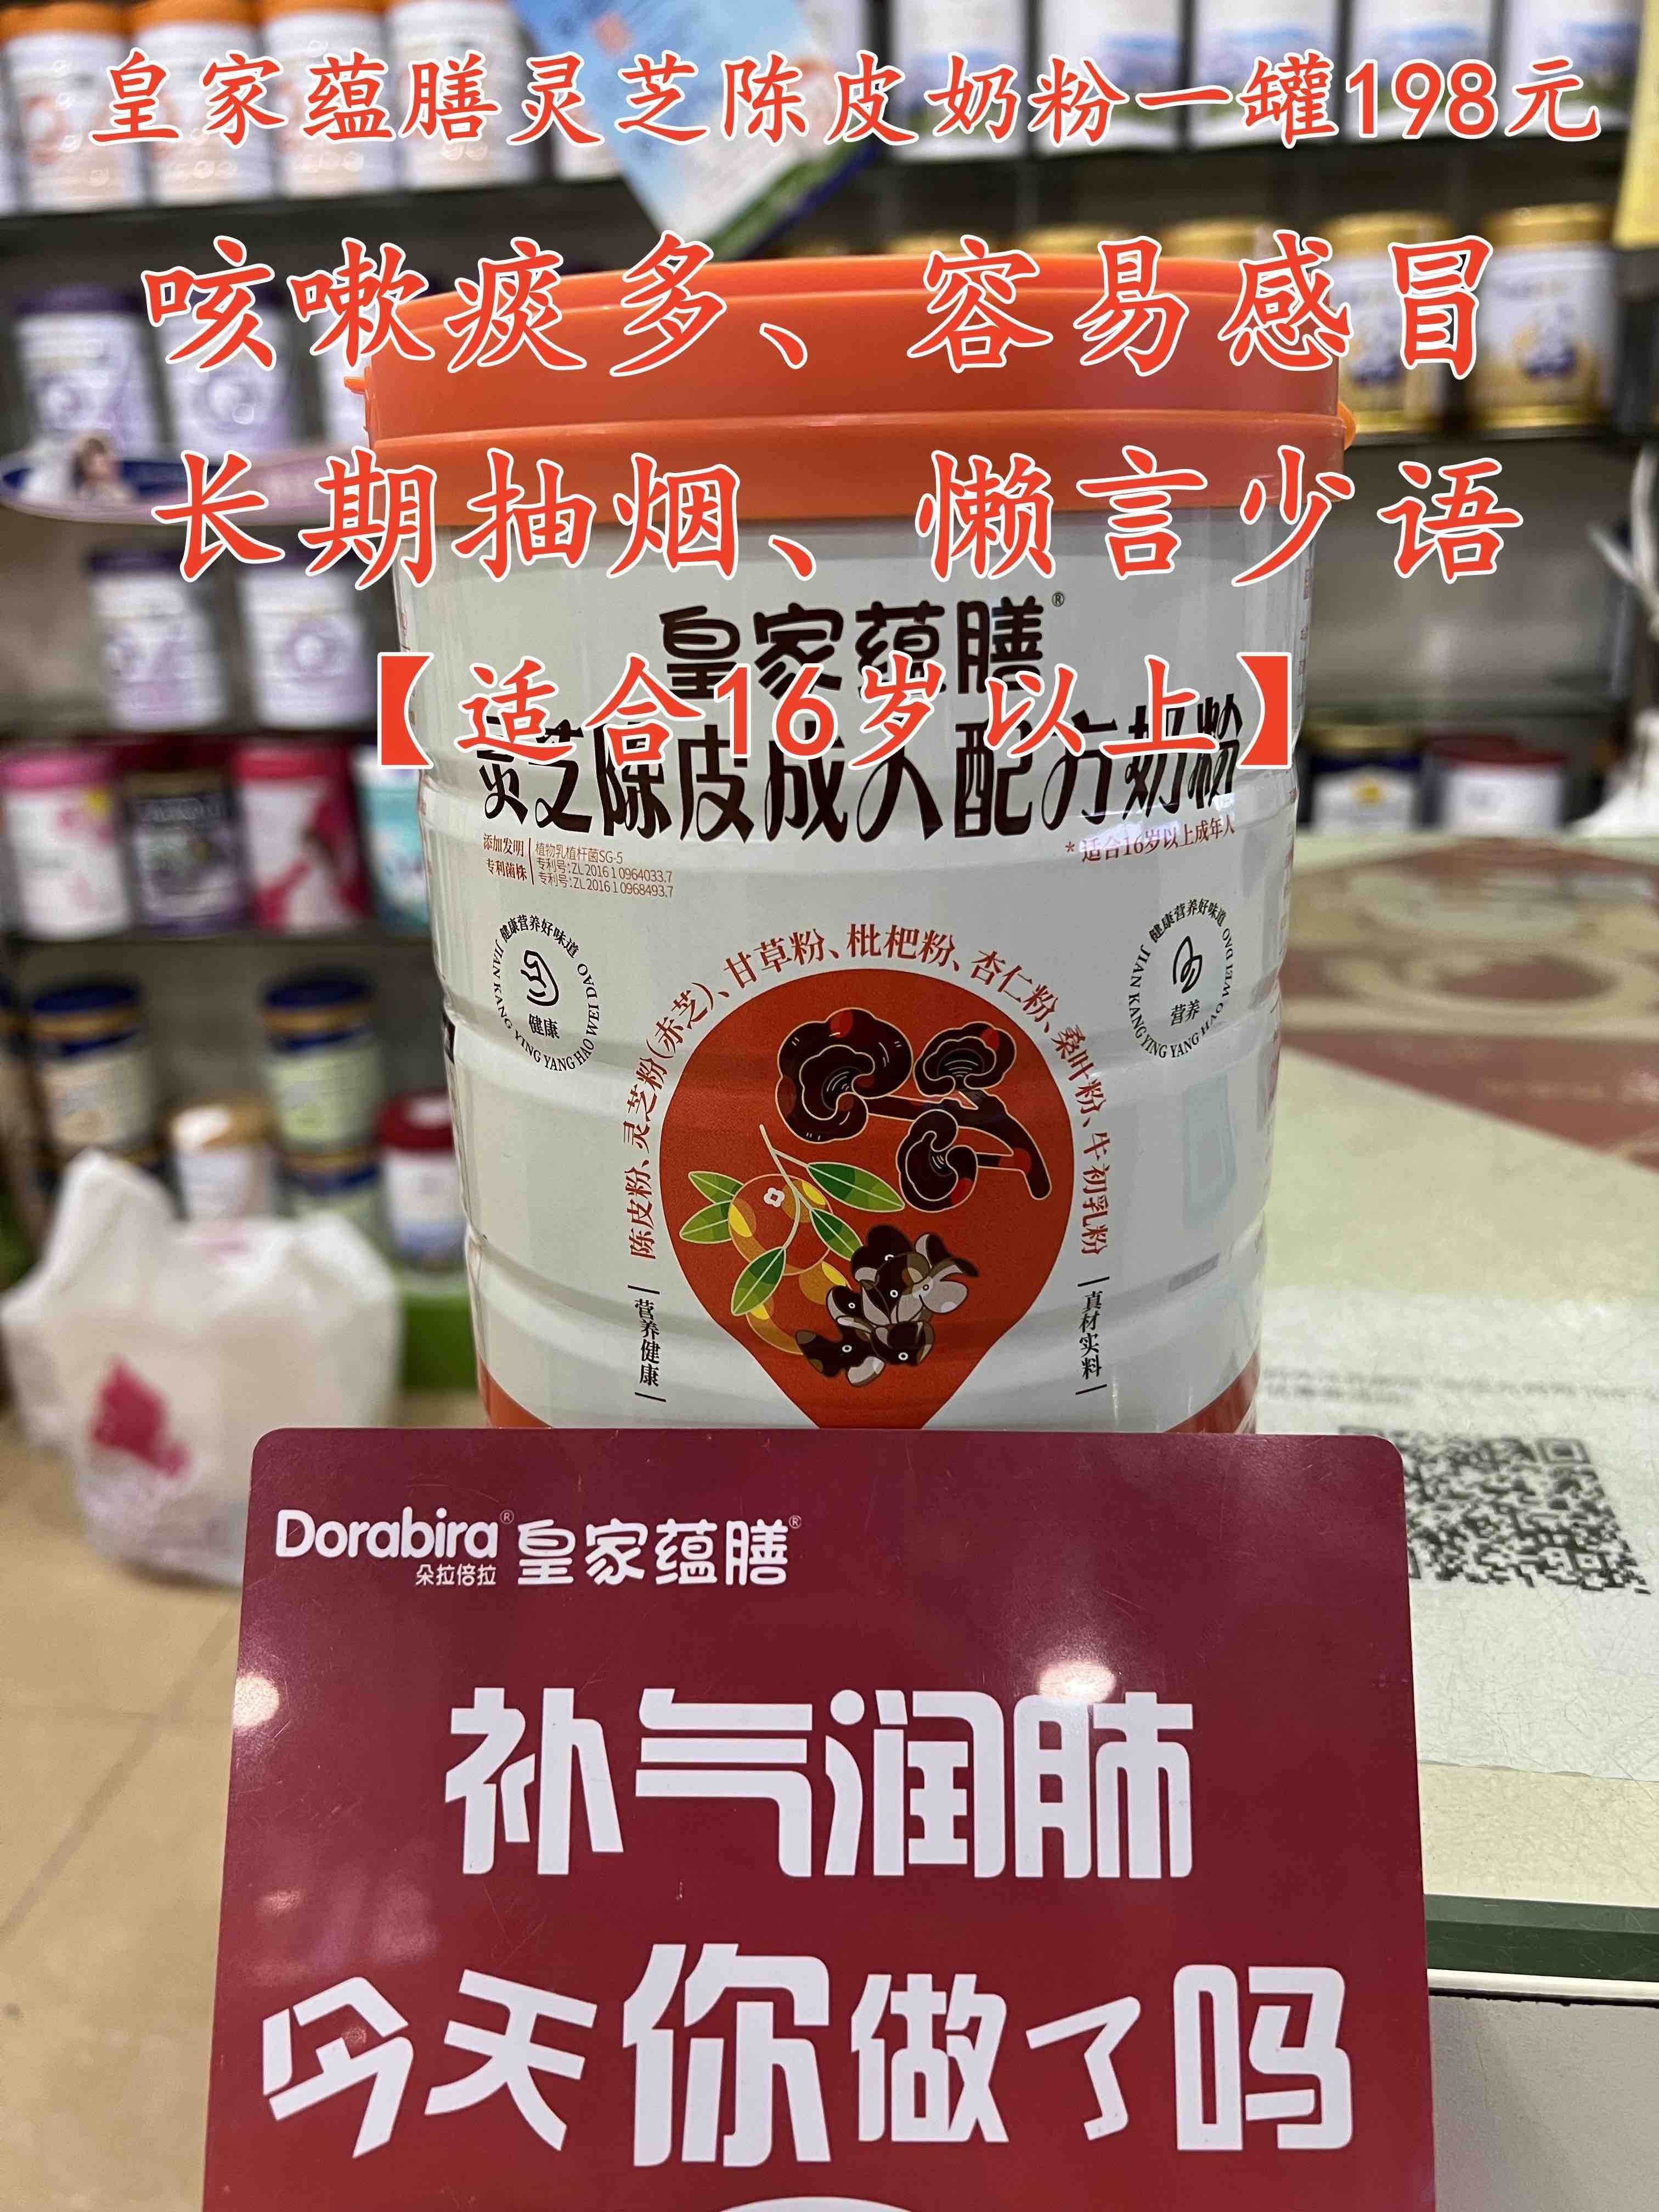 皇家蕴膳灵芝陈皮奶粉一罐198元
咳嗽痰多、容易感冒
长期抽烟、懒言少语
【适合16岁以上】
皇家蕴膳®
灵芝陈皮成人配方奶粉
*适合16岁以上成年人
添加发明
专利菌株
植物乳植杆菌SG-5
专利号:ZL 2016 1 0964033.7
专利号:ZL 2016 1 0968493.7
健康营养好味道
JIAN KANG YING YANG HAO WEI DAO
健康
健康营养好味道
JIAN KANG YING YANG HAO WEI DAO
营养
陈皮粉、灵芝粉(赤芝)、甘草粉、枇杷粉、杏仁粉、桑叶粉、牛初乳粉
营养健康
真材实料
Dorabira® 皇家蕴膳®
朵拉倍拉
补气润肺
今天你做了吗